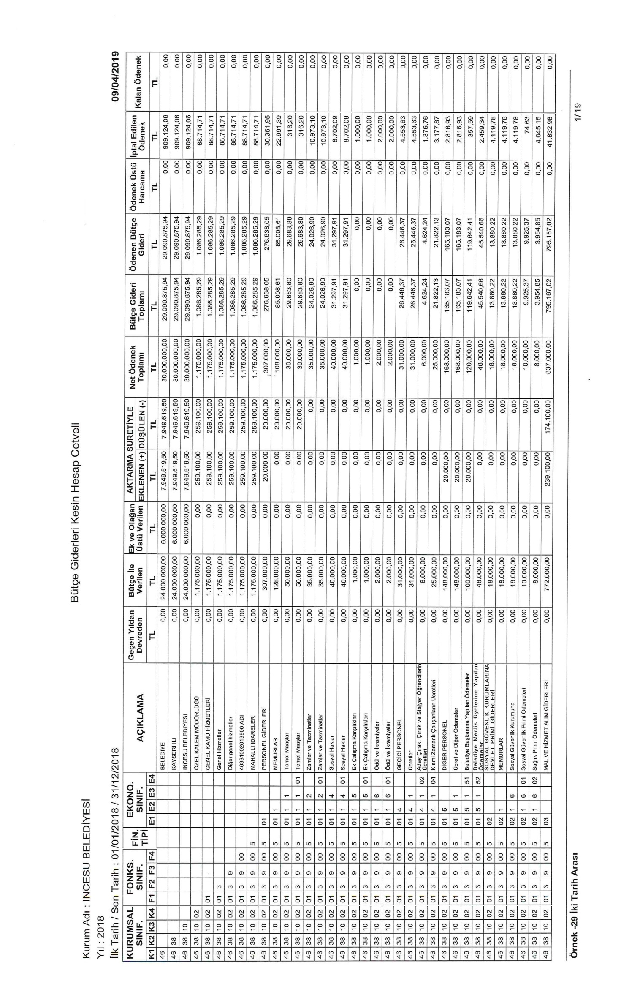 Bütçe Giderleri Kesin Hesap Cetveli
Kurum Adı : INCESU BELEDİYESİ
Yıl : 2018
İlk Tarih / Son Tarih : 01/01/2018 / 31/12/2018 09/04/2019
KURUMSAL SINIF. FONKS. SINIF. FİN. TİPİ EKONO. SINIF. AÇIKLAMA Geçen Yıldan Devreden Bütçe İle Verilen Ek ve Olağan Üstü Verilen AKTARMA SURETİYLE Net Ödenek Toplamı Bütçe Gideri Toplamı Ödenen Bütçe Gideri Ödenek Üstü Harcama İptal Edilen Ödenek Kalan Ödenek
EKLENEN (+) DÜŞÜLEN (-)
K1 K2 K3 K4 F1 F2 F3 F4 E1 E2 E3 E4 TL TL TL TL TL TL TL TL TL TL TL
46 BELEDIYE 0,00 24.000.000,00 6.000.000,00 7.949.619,50 7.949.619,50 30.000.000,00 29.090.875,94 29.090.875,94 0,00 909.124,06 0,00
46 38 KAYSERI ILI 0,00 24.000.000,00 6.000.000,00 7.949.619,50 7.949.619,50 30.000.000,00 29.090.875,94 29.090.875,94 0,00 909.124,06 0,00
46 38 10 INCESU BELEDIYESI 0,00 24.000.000,00 6.000.000,00 7.949.619,50 7.949.619,50 30.000.000,00 29.090.875,94 29.090.875,94 0,00 909.124,06 0,00
46 38 10 02 ÖZEL KALEM MÜDÜRLÜĞÜ 0,00 1.175.000,00 0,00 259.100,00 259.100,00 1.175.000,00 1.086.285,29 1.086.285,29 0,00 88.714,71 0,00
46 38 10 02 01 GENEL KAMU HİZMETLERİ 0,00 1.175.000,00 0,00 259.100,00 259.100,00 1.175.000,00 1.086.285,29 1.086.285,29 0,00 88.714,71 0,00
46 38 10 02 01 3 Genel Hizmetler 0,00 1.175.000,00 0,00 259.100,00 259.100,00 1.175.000,00 1.086.285,29 1.086.285,29 0,00 88.714,71 0,00
46 38 10 02 01 3 9 Diğer genel hizmetler 0,00 1.175.000,00 0,00 259.100,00 259.100,00 1.175.000,00 1.086.285,29 1.086.285,29 0,00 88.714,71 0,00
46 38 10 02 01 3 9 00 46381002013900 ADI 0,00 1.175.000,00 0,00 259.100,00 259.100,00 1.175.000,00 1.086.285,29 1.086.285,29 0,00 88.714,71 0,00
46 38 10 02 01 3 9 00 5 MAHALLI IDARELER 0,00 1.175.000,00 0,00 259.100,00 259.100,00 1.175.000,00 1.086.285,29 1.086.285,29 0,00 88.714,71 0,00
46 38 10 02 01 3 9 00 5 01 PERSONEL GİDERLERİ 0,00 307.000,00 0,00 20.000,00 20.000,00 307.000,00 276.638,05 276.638,05 0,00 30.361,95 0,00
46 38 10 02 01 3 9 00 5 01 1 MEMURLAR 0,00 128.000,00 0,00 0,00 20.000,00 108.000,00 85.008,61 85.008,61 0,00 22.991,39 0,00
46 38 10 02 01 3 9 00 5 01 1 1 Temel Maaşlar 0,00 50.000,00 0,00 0,00 20.000,00 30.000,00 29.683,80 29.683,80 0,00 316,20 0,00
46 38 10 02 01 3 9 00 5 01 1 1 01 Temel Maaşlar 0,00 50.000,00 0,00 0,00 20.000,00 30.000,00 29.683,80 29.683,80 0,00 316,20 0,00
46 38 10 02 01 3 9 00 5 01 1 2 Zamlar ve Tazminatlar 0,00 35.000,00 0,00 0,00 0,00 35.000,00 24.026,90 24.026,90 0,00 10.973,10 0,00
46 38 10 02 01 3 9 00 5 01 1 2 01 Zamlar ve Tazminatlar 0,00 35.000,00 0,00 0,00 0,00 35.000,00 24.026,90 24.026,90 0,00 10.973,10 0,00
46 38 10 02 01 3 9 00 5 01 1 4 Sosyal Haklar 0,00 40.000,00 0,00 0,00 0,00 40.000,00 31.297,91 31.297,91 0,00 8.702,09 0,00
46 38 10 02 01 3 9 00 5 01 1 4 01 Sosyal Haklar 0,00 40.000,00 0,00 0,00 0,00 40.000,00 31.297,91 31.297,91 0,00 8.702,09 0,00
46 38 10 02 01 3 9 00 5 01 1 5 Ek Çalışma Karşılıkları 0,00 1.000,00 0,00 0,00 0,00 1.000,00 0,00 0,00 0,00 1.000,00 0,00
46 38 10 02 01 3 9 00 5 01 1 5 01 Ek Çalışma Karşılıkları 0,00 1.000,00 0,00 0,00 0,00 1.000,00 0,00 0,00 0,00 1.000,00 0,00
46 38 10 02 01 3 9 00 5 01 1 6 Ödül ve İkramiyeler 0,00 2.000,00 0,00 0,00 0,00 2.000,00 0,00 0,00 0,00 2.000,00 0,00
46 38 10 02 01 3 9 00 5 01 1 6 01 Ödül ve İkramiyeler 0,00 2.000,00 0,00 0,00 0,00 2.000,00 0,00 0,00 0,00 2.000,00 0,00
46 38 10 02 01 3 9 00 5 01 4 GEÇİCİ PERSONEL 0,00 31.000,00 0,00 0,00 0,00 31.000,00 26.446,37 26.446,37 0,00 4.553,63 0,00
46 38 10 02 01 3 9 00 5 01 4 1 Ücretler 0,00 31.000,00 0,00 0,00 0,00 31.000,00 26.446,37 26.446,37 0,00 4.553,63 0,00
46 38 10 02 01 3 9 00 5 01 4 1 02 Aday Çırak, Çırak ve Stajyer Öğrencilerin Ücretleri 0,00 6.000,00 0,00 0,00 0,00 6.000,00 4.624,24 4.624,24 0,00 1.375,76 0,00
46 38 10 02 01 3 9 00 5 01 4 1 04 Kısmi Zamanlı Çalışanların Ücretleri 0,00 25.000,00 0,00 0,00 0,00 25.000,00 21.822,13 21.822,13 0,00 3.177,87 0,00
46 38 10 02 01 3 9 00 5 01 5 DİĞER PERSONEL 0,00 148.000,00 0,00 20.000,00 0,00 168.000,00 165.183,07 165.183,07 0,00 2.816,93 0,00
46 38 10 02 01 3 9 00 5 01 5 1 Ücret ve Diğer Ödemeler 0,00 148.000,00 0,00 20.000,00 0,00 168.000,00 165.183,07 165.183,07 0,00 2.816,93 0,00
46 38 10 02 01 3 9 00 5 01 5 1 51 Belediye Başkanına Yapılan Ödemeler 0,00 100.000,00 0,00 20.000,00 0,00 120.000,00 119.642,41 119.642,41 0,00 357,59 0,00
46 38 10 02 01 3 9 00 5 01 5 1 52 Belediye Meclis Üyelerine Yapılan Ödemeler 0,00 48.000,00 0,00 0,00 0,00 48.000,00 45.540,66 45.540,66 0,00 2.459,34 0,00
46 38 10 02 01 3 9 00 5 02 SOSYAL GÜVENLİK KURUMLARINA DEVLET PRİMİ GİDERLERİ 0,00 18.000,00 0,00 0,00 0,00 18.000,00 13.880,22 13.880,22 0,00 4.119,78 0,00
46 38 10 02 01 3 9 00 5 02 1 MEMURLAR 0,00 18.000,00 0,00 0,00 0,00 18.000,00 13.880,22 13.880,22 0,00 4.119,78 0,00
46 38 10 02 01 3 9 00 5 02 1 6 Sosyal Güvenlik Kurumuna 0,00 18.000,00 0,00 0,00 0,00 18.000,00 13.880,22 13.880,22 0,00 4.119,78 0,00
46 38 10 02 01 3 9 00 5 02 1 6 01 Sosyal Güvenlik Primi Ödemeleri 0,00 10.000,00 0,00 0,00 0,00 10.000,00 9.925,37 9.925,37 0,00 74,63 0,00
46 38 10 02 01 3 9 00 5 02 1 6 02 Sağlık Primi Ödemeleri 0,00 8.000,00 0,00 0,00 0,00 8.000,00 3.954,85 3.954,85 0,00 4.045,15 0,00
46 38 10 02 01 3 9 00 5 03 MAL VE HİZMET ALIM GİDERLERİ 0,00 772.000,00 0,00 239.100,00 174.100,00 837.000,00 795.167,02 795.167,02 0,00 41.832,98 0,00
Örnek -29 İki Tarih Arası 1/19